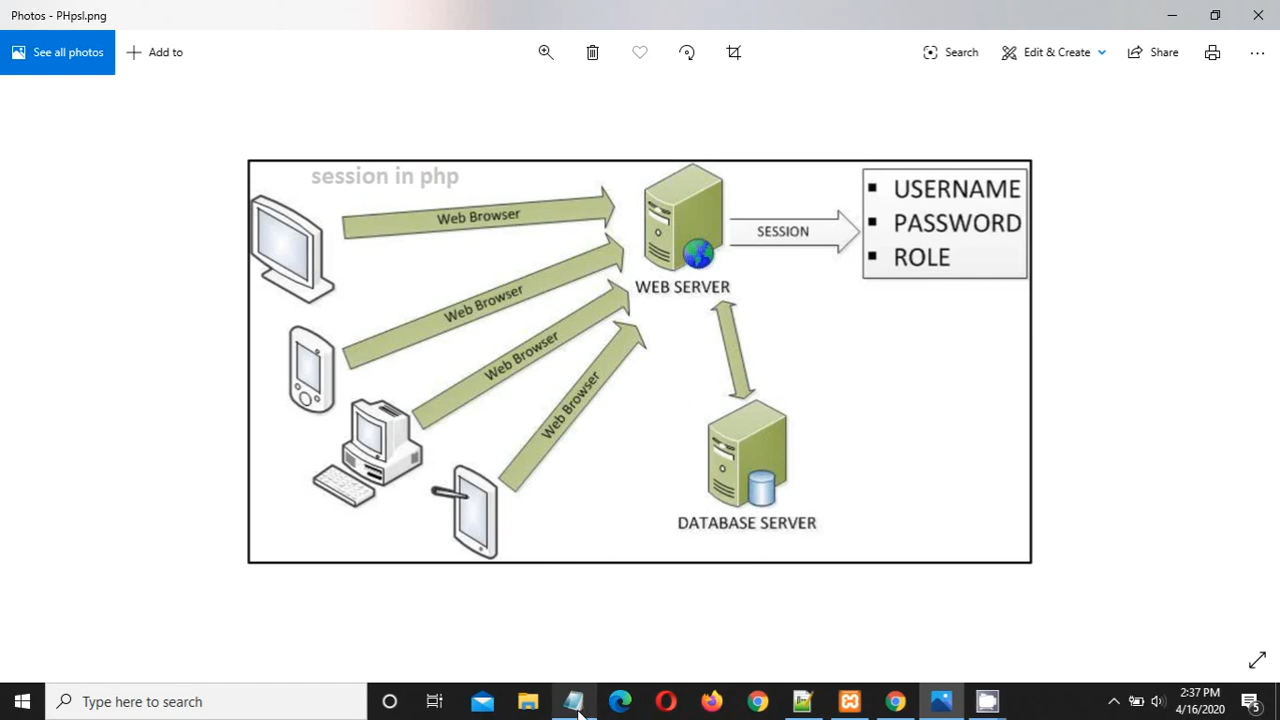 Photos - PHpsl.png
See all photos
Add to
Search
Edit & Create
Share
session in php
Web Browser
Web Browser
Web Browser
Web Browser
WEB SERVER
SESSION
USERNAME
PASSWORD
ROLE
DATABASE SERVER
Type here to search
2:37 PM
4/16/2020
5